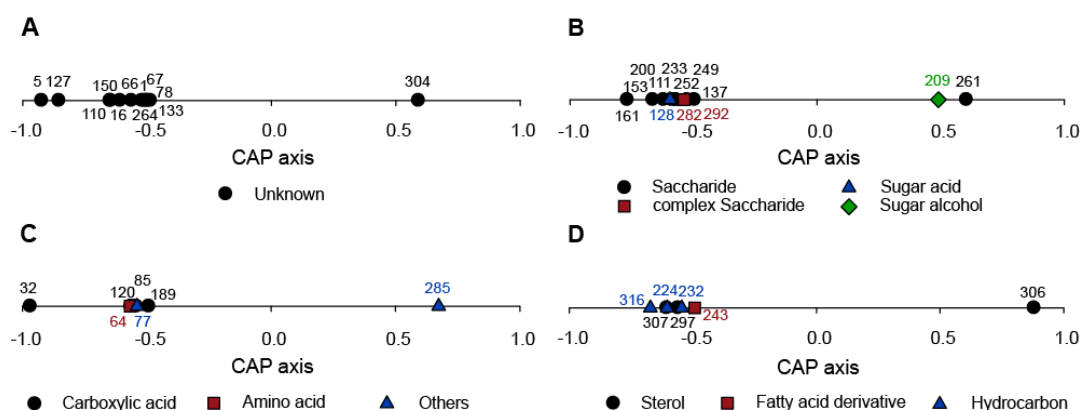 A
5 127 150 66 1 67 78 304
110 16 264 133
-1.0 -0.5 0.0 0.5 1.0
CAP axis
Unknown
B
200 233 249 209 261
153 111 252 137
161 128 282 292
-1.0 -0.5 0.0 0.5 1.0
CAP axis
Saccharide Sugar acid
complex Saccharide Sugar alcohol
C
85
32 120 189 285
64 77
-1.0 -0.5 0.0 0.5 1.0
CAP axis
Carboxylic acid Amino acid Others
D
316 224 232 306
307 297 243
-1.0 -0.5 0.0 0.5 1.0
CAP axis
Sterol Fatty acid derivative Hydrocarbon